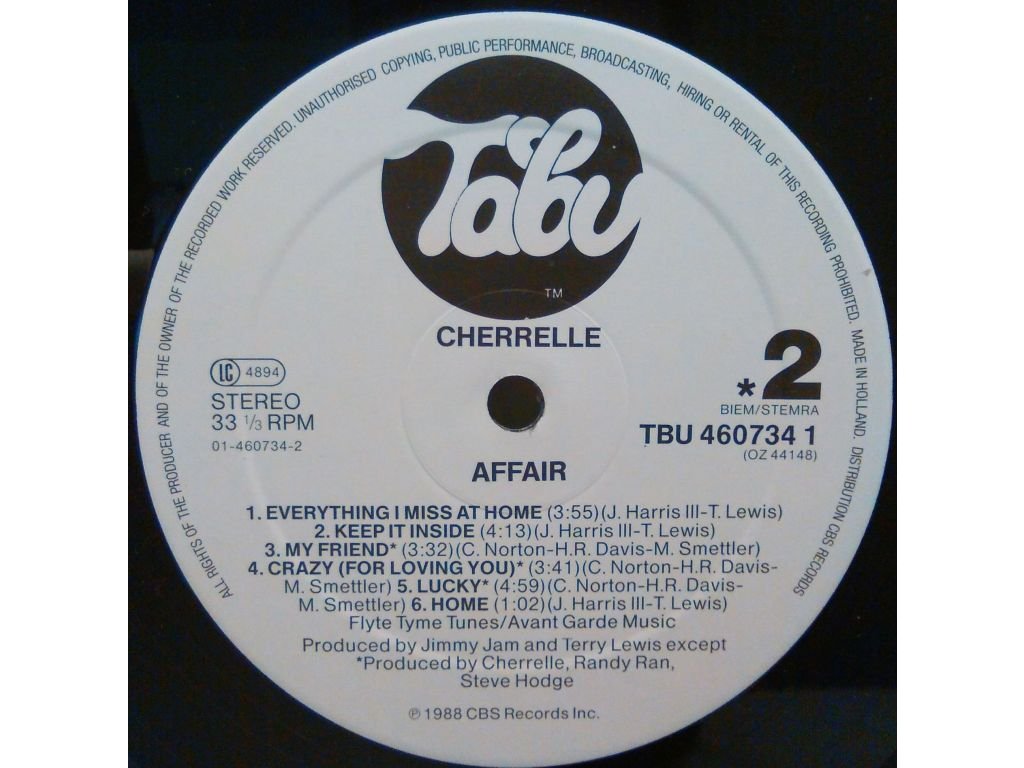 ALL RIGHTS OF THE PRODUCER AND OF THE OWNER OF THE RECORDED WORK RESERVED. UNAUTHORISED COPYING, PUBLIC PERFORMANCE, BROADCASTING, HIRING OR RENTAL OF THIS RECORDING PROHIBITED. MADE IN HOLLAND. DISTRIBUTION CBS RECORDS
Tabu
TM
CHERRELLE
LC 4894
STEREO
33 1/3 RPM
01-460734-2
*2
BIEM/STEMRA
TBU 460734 1
(OZ 44148)
AFFAIR
1. EVERYTHING I MISS AT HOME (3:55)(J. Harris III-T. Lewis)
2. KEEP IT INSIDE (4:13)(J. Harris III-T. Lewis)
3. MY FRIEND* (3:32)(C. Norton-H.R. Davis-M. Smettler)
4. CRAZY (FOR LOVING YOU)* (3:41)(C. Norton-H.R. Davis-
M. Smettler) 5. LUCKY* (4:59)(C. Norton-H.R. Davis-
M. Smettler) 6. HOME (1:02)(J. Harris III-T. Lewis)
Flyte Tyme Tunes/Avant Garde Music
Produced by Jimmy Jam and Terry Lewis except
*Produced by Cherrelle, Randy Ran,
Steve Hodge
℗ 1988 CBS Records Inc.